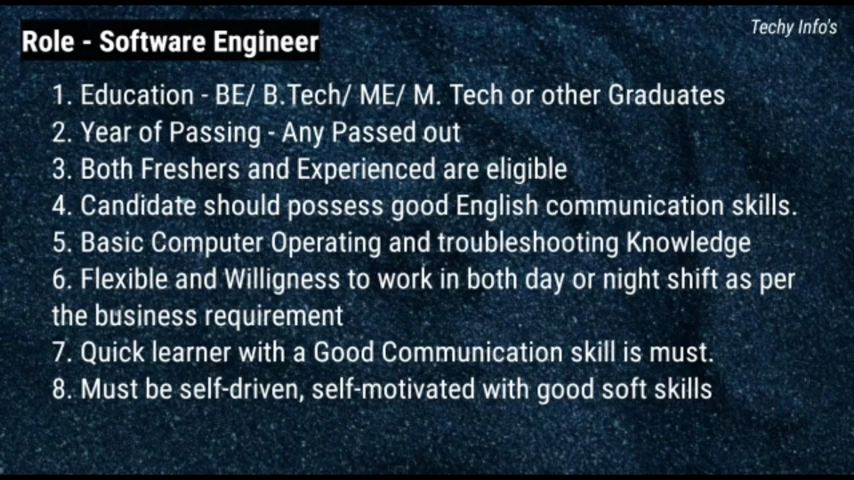 Techy Info's
Role - Software Engineer
1. Education - BE/ B.Tech/ ME/ M. Tech or other Graduates
2. Year of Passing - Any Passed out
3. Both Freshers and Experienced are eligible
4. Candidate should possess good English communication skills.
5. Basic Computer Operating and troubleshooting Knowledge
6. Flexible and Willigness to work in both day or night shift as per
the business requirement
7. Quick learner with a Good Communication skill is must.
8. Must be self-driven, self-motivated with good soft skills